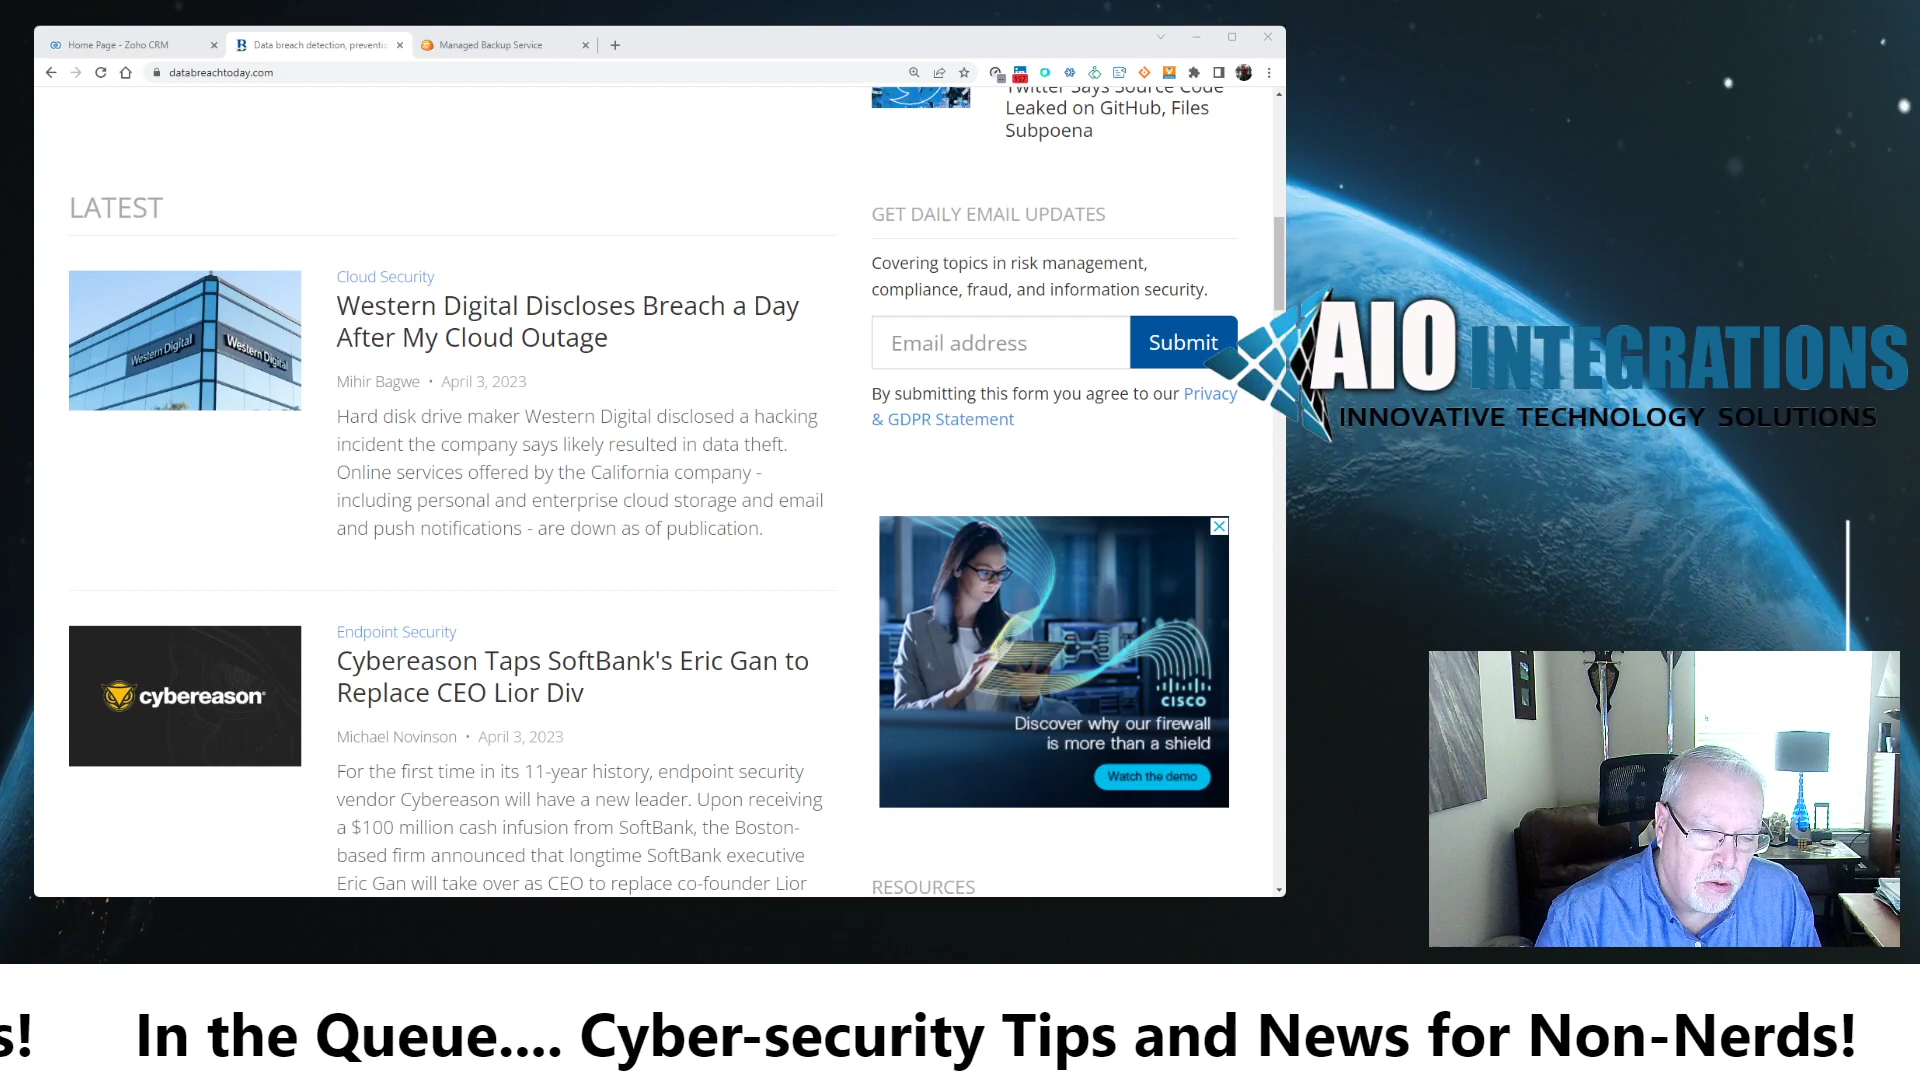 Home Page - Zoho CRM
Data breach detection, preventio
Managed Backup Service
databreachtoday.com
157
Twitter Says Source Code
Leaked on GitHub, Files
Subpoena
LATEST
Western Digital
Western Digital
Cloud Security
Western Digital Discloses Breach a Day
After My Cloud Outage
Mihir Bagwe • April 3, 2023
Hard disk drive maker Western Digital disclosed a hacking
incident the company says likely resulted in data theft.
Online services offered by the California company -
including personal and enterprise cloud storage and email
and push notifications - are down as of publication.
cybereason
Endpoint Security
Cybereason Taps SoftBank's Eric Gan to
Replace CEO Lior Div
Michael Novinson • April 3, 2023
For the first time in its 11-year history, endpoint security
vendor Cybereason will have a new leader. Upon receiving
a $100 million cash infusion from SoftBank, the Boston-
based firm announced that longtime SoftBank executive
Eric Gan will take over as CEO to replace co-founder Lior
GET DAILY EMAIL UPDATES
Covering topics in risk management,
compliance, fraud, and information security.
Email address
Submit
By submitting this form you agree to our Privacy
& GDPR Statement
CISCO
Discover why our firewall
is more than a shield
Watch the demo
RESOURCES
AIO INTEGRATIONS
INNOVATIVE TECHNOLOGY SOLUTIONS
s! In the Queue.... Cyber-security Tips and News for Non-Nerds!